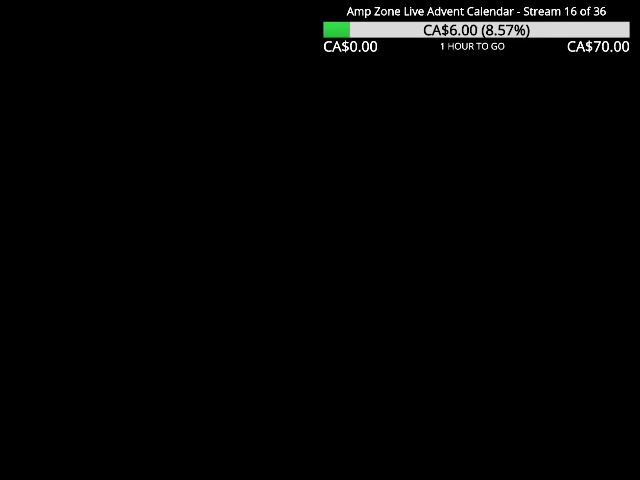 Amp Zone Live Advent Calendar - Stream 16 of 36
CA$6.00 (8.57%)
CA$0.00 1 HOUR TO GO CA$70.00